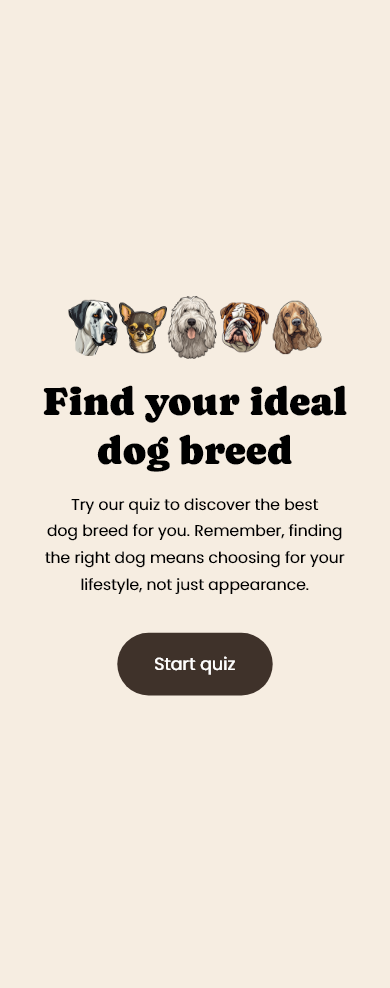 Find your ideal
dog breed
Try our quiz to discover the best
dog breed for you. Remember, finding
the right dog means choosing for your
lifestyle, not just appearance.
Start quiz